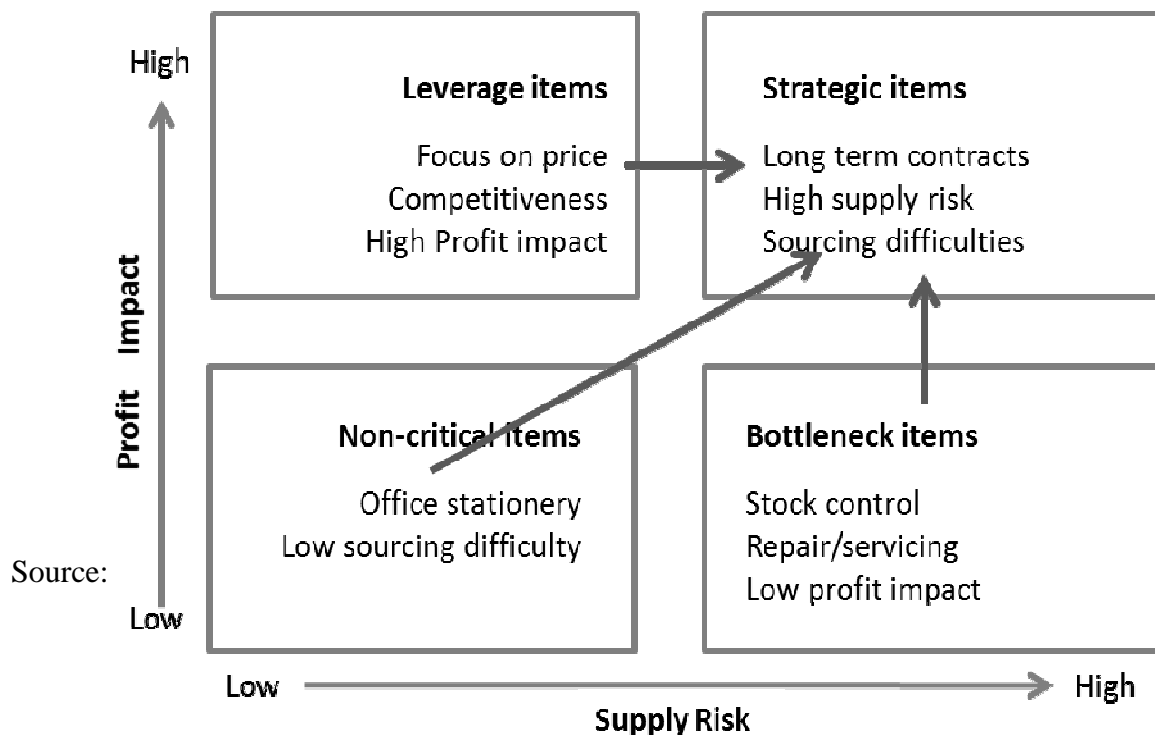 High
Profit Impact
Leverage items
Focus on price
Competitiveness
High Profit impact
Strategic items
Long term contracts
High supply risk
Sourcing difficulties
Non-critical items
Office stationery
Low sourcing difficulty
Bottleneck items
Stock control
Repair/servicing
Low profit impact
Source:
Low
Low
High
Supply Risk